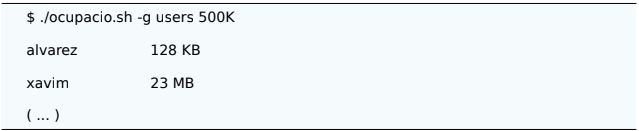 $ ./ocupacio.sh -g users 500K
alvarez 128 KB
xavim 23 MB
( ... )